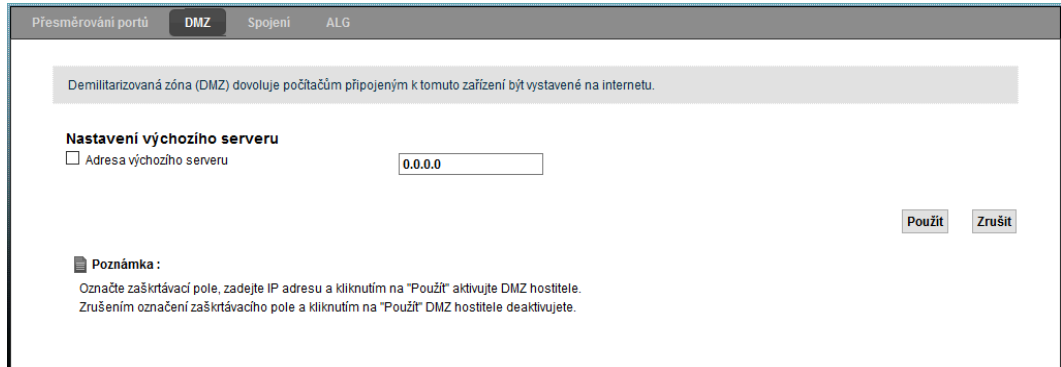 Přesměrování portů DMZ Spojení ALG
Demilitarizovaná zóna (DMZ) dovoluje počítačům připojeným k tomuto zařízení být vystavené na internetu.
Nastavení výchozího serveru
Adresa výchozího serveru 0.0.0.0
Použít Zrušit
Poznámka :
Označte zaškrtávací pole, zadejte IP adresu a kliknutím na "Použít" aktivujte DMZ hostitele.
Zrušením označení zaškrtávacího pole a kliknutím na "Použít" DMZ hostitele deaktivujete.